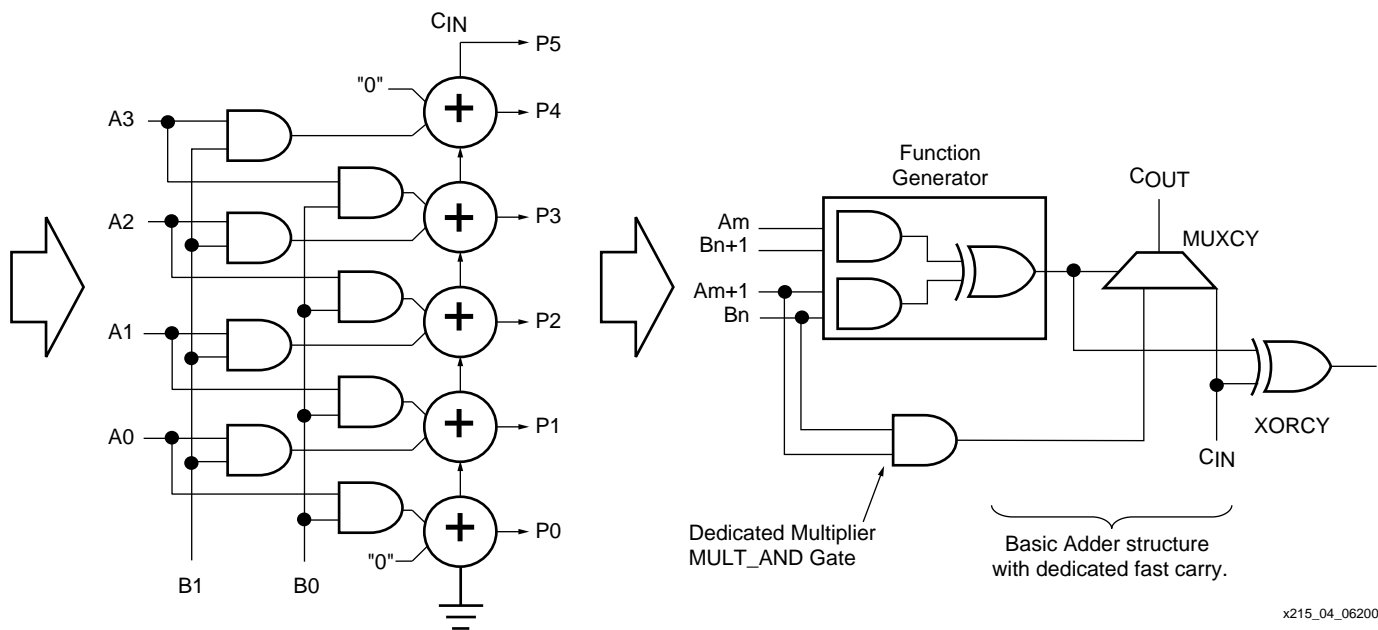 CIN
P5
"0"
P4
A3
P3
A2
P2
A1
P1
A0
P0
"0"
B1
B0
Function
Generator
Am
Bn+1
Am+1
Bn
COUT
MUXCY
XORCY
CIN
Dedicated Multiplier
MULT_AND Gate
Basic Adder structure
with dedicated fast carry.
x215_04_06200